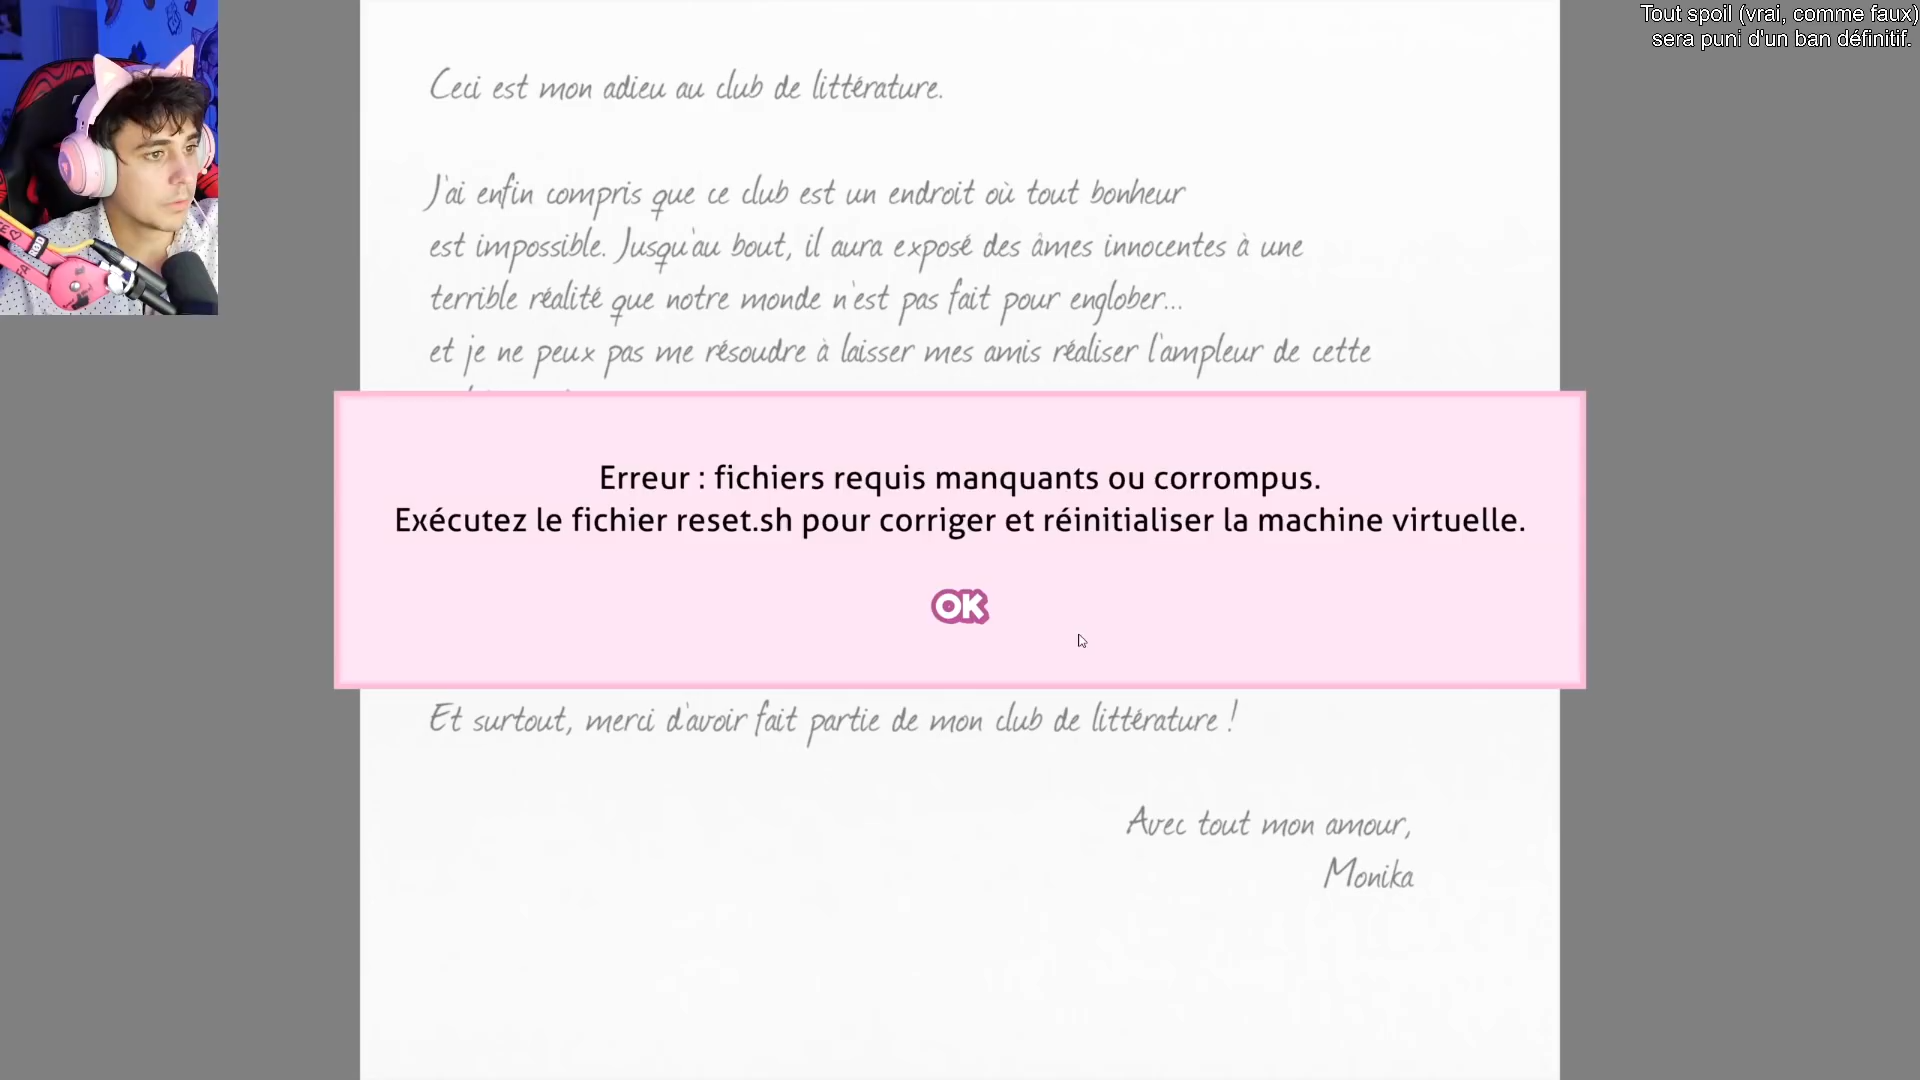 Tout spoil (vrai, comme faux)
sera puni d'un ban définitif.
Ceci est mon adieu au club de littérature.
J'ai enfin compris que ce club est un endroit où tout bonheur
est impossible. Jusqu'au bout, il aura exposé des âmes innocentes à une
terrible réalité que notre monde n'est pas fait pour englober...
et je ne peux pas me résoudre à laisser mes amis réaliser l'ampleur de cette
Erreur : fichiers requis manquants ou corrompus.
Exécutez le fichier reset.sh pour corriger et réinitialiser la machine virtuelle.
OK
Et surtout, merci d'avoir fait partie de mon club de littérature !
Avec tout mon amour,
Monika